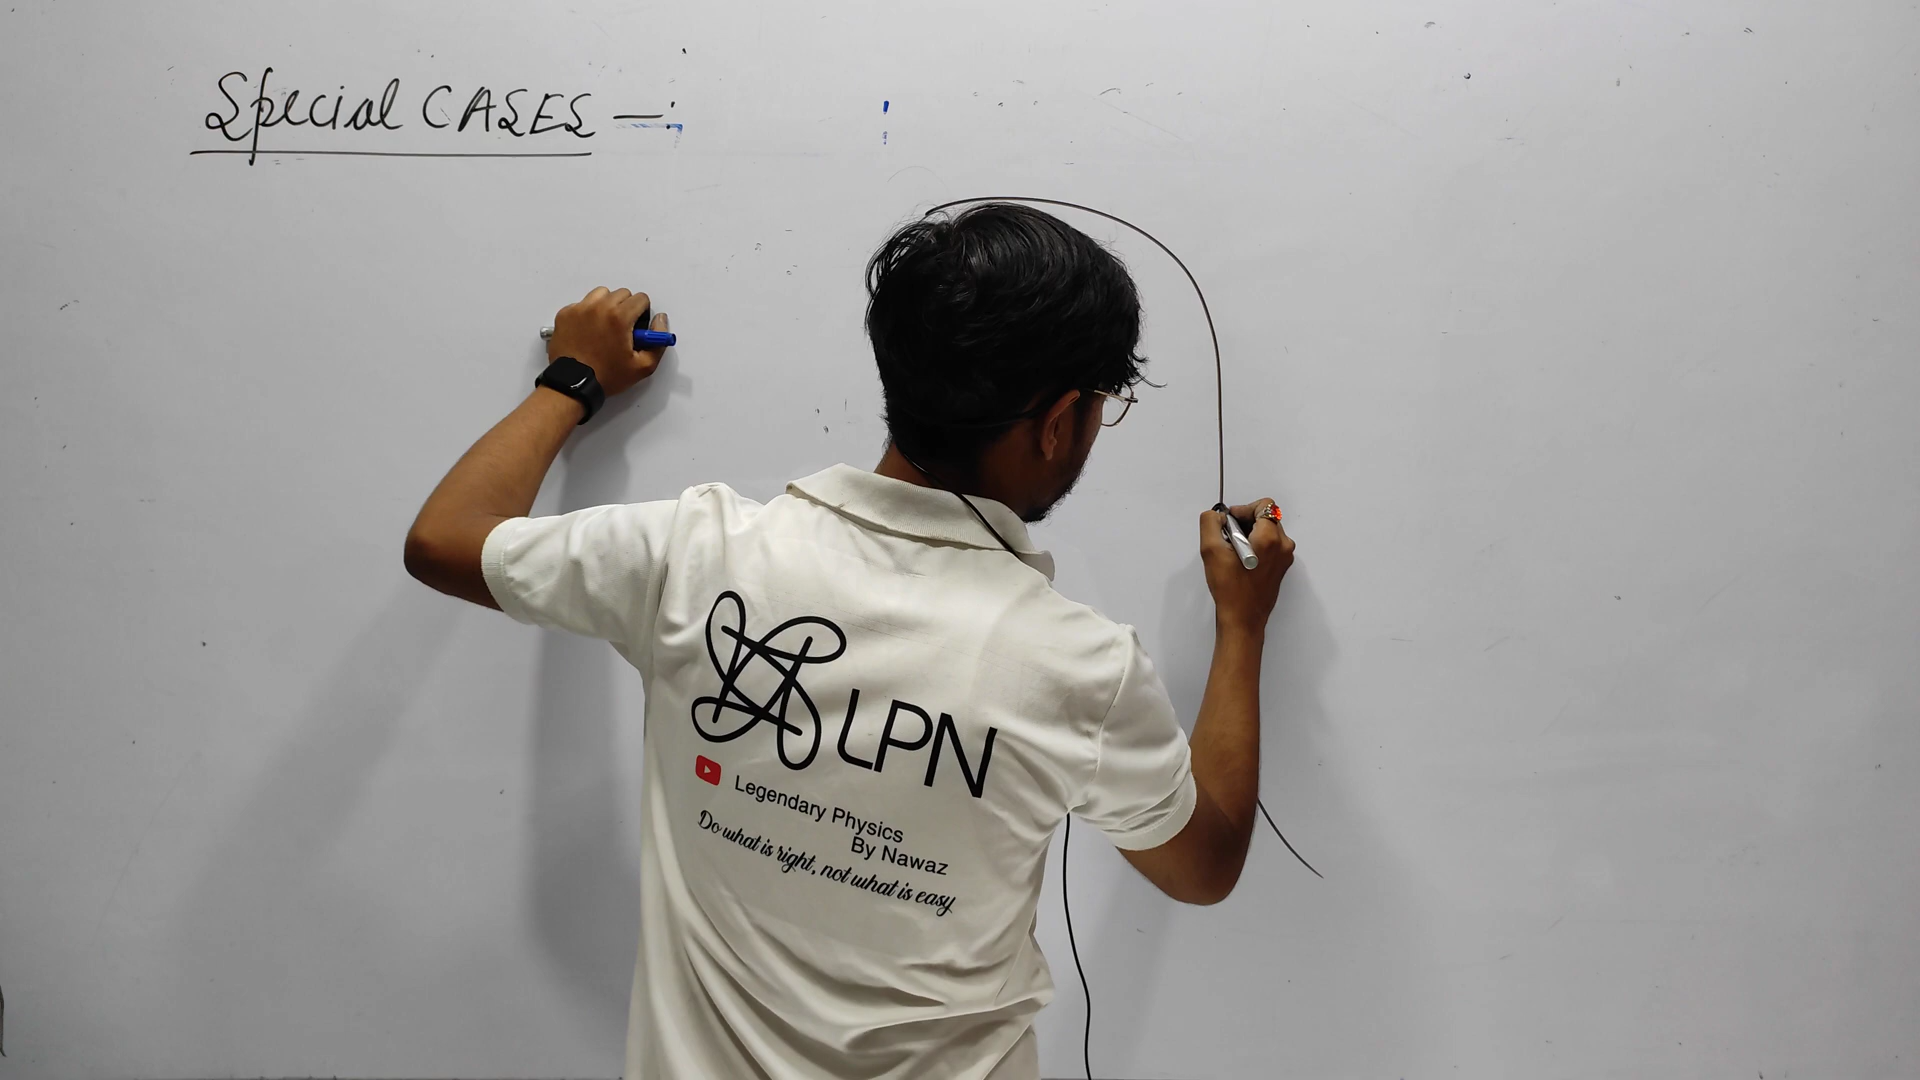 Special CASES —:
LPN
Legendary Physics
By Nawaz
Do what is right, not what is easy